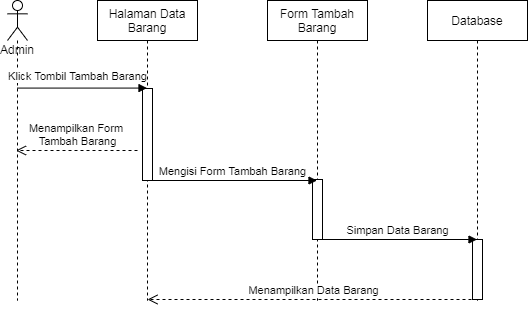 Halaman Data
Barang
Form Tambah
Barang
Database
Admin
Klick Tombil Tambah Barang
Menampilkan Form
Tambah Barang
Mengisi Form Tambah Barang
Simpan Data Barang
Menampilkan Data Barang